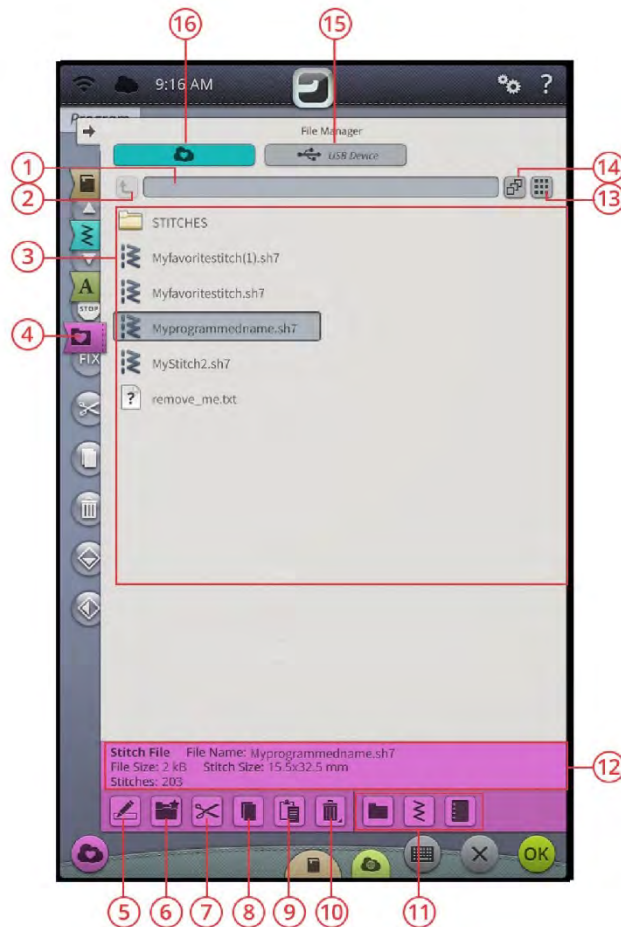 16 15
9:16 AM ?
Program
File Manager
USB Device
1 14
2 13
STITCHES
3 Myfavoritestitch(1).sh7
Myfavoritestitch.sh7
A
STOP
4 Myprogrammedname.sh7
FIX
MyStitch2.sh7
? remove_me.txt
Stitch File File Name: Myprogrammedname.sh7
File Size: 2 kB Stitch Size: 15.5x32.5 mm 12
Stitches: 203
OK
5 6 7 8 9 10 11